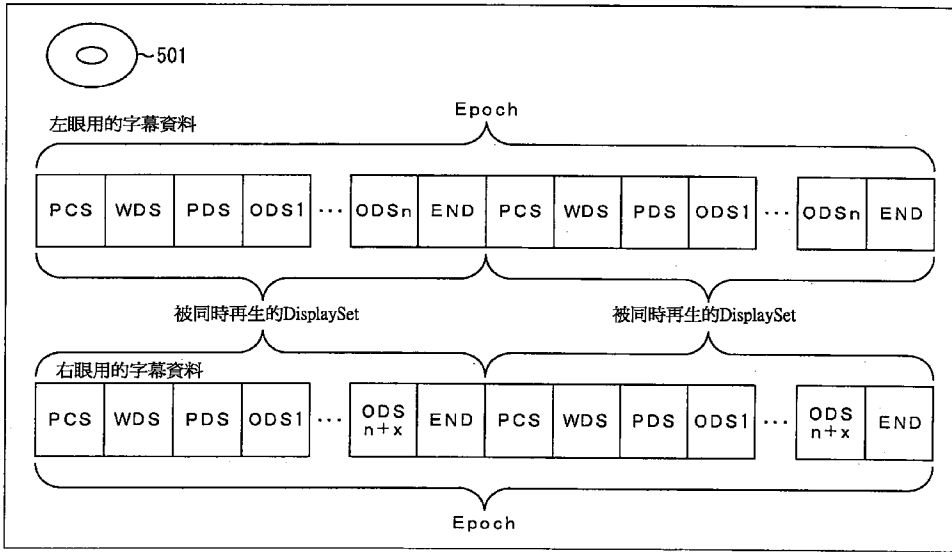 501
Epoch
左眼用的字幕資料
PCS WDS PDS ODS1 ··· ODSn END PCS WDS PDS ODS1 ··· ODSn END
被同時再生的DisplaySet 被同時再生的DisplaySet
右眼用的字幕資料
PCS WDS PDS ODS1 ··· ODS n+x END PCS WDS PDS ODS1 ··· ODS n+x END
Epoch